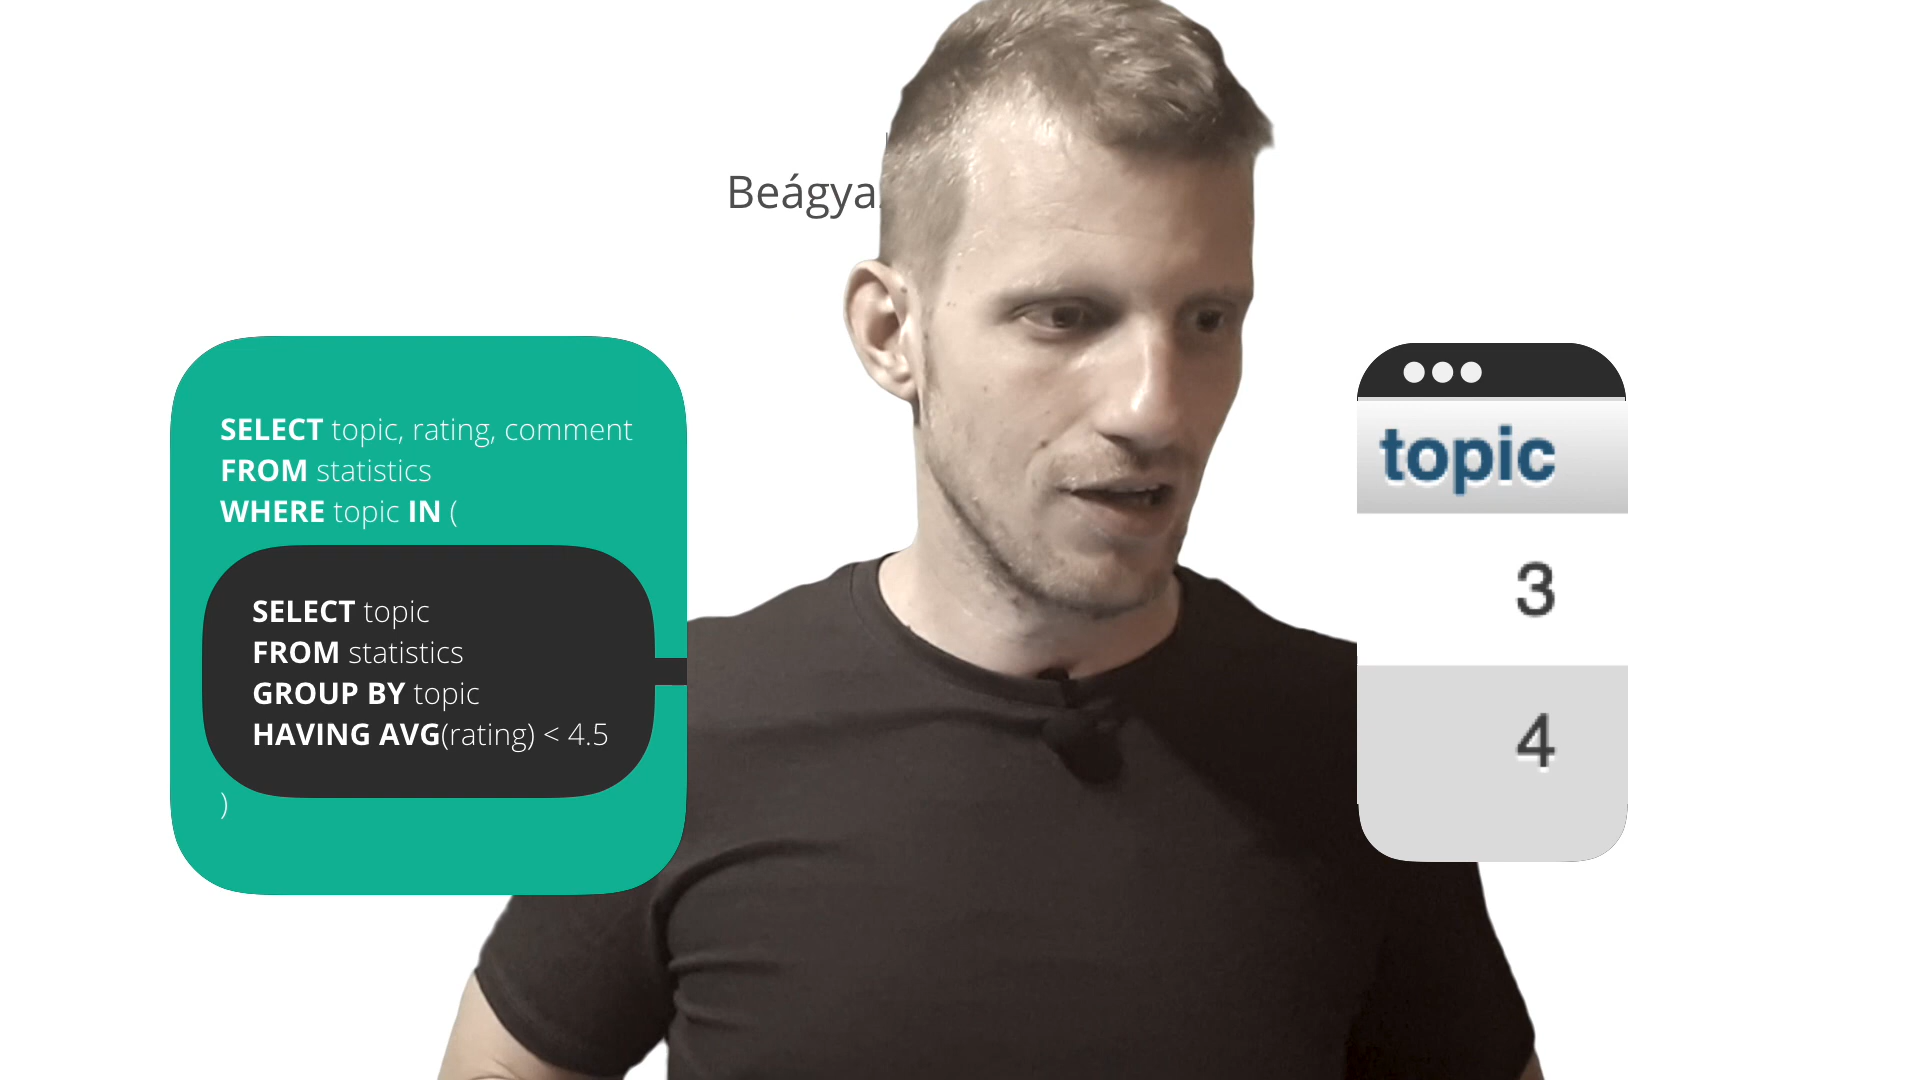 SELECT topic, rating, comment
FROM statistics
WHERE topic IN (
SELECT topic
FROM statistics
GROUP BY topic
HAVING AVG(rating) < 4.5
)
topic
3
4